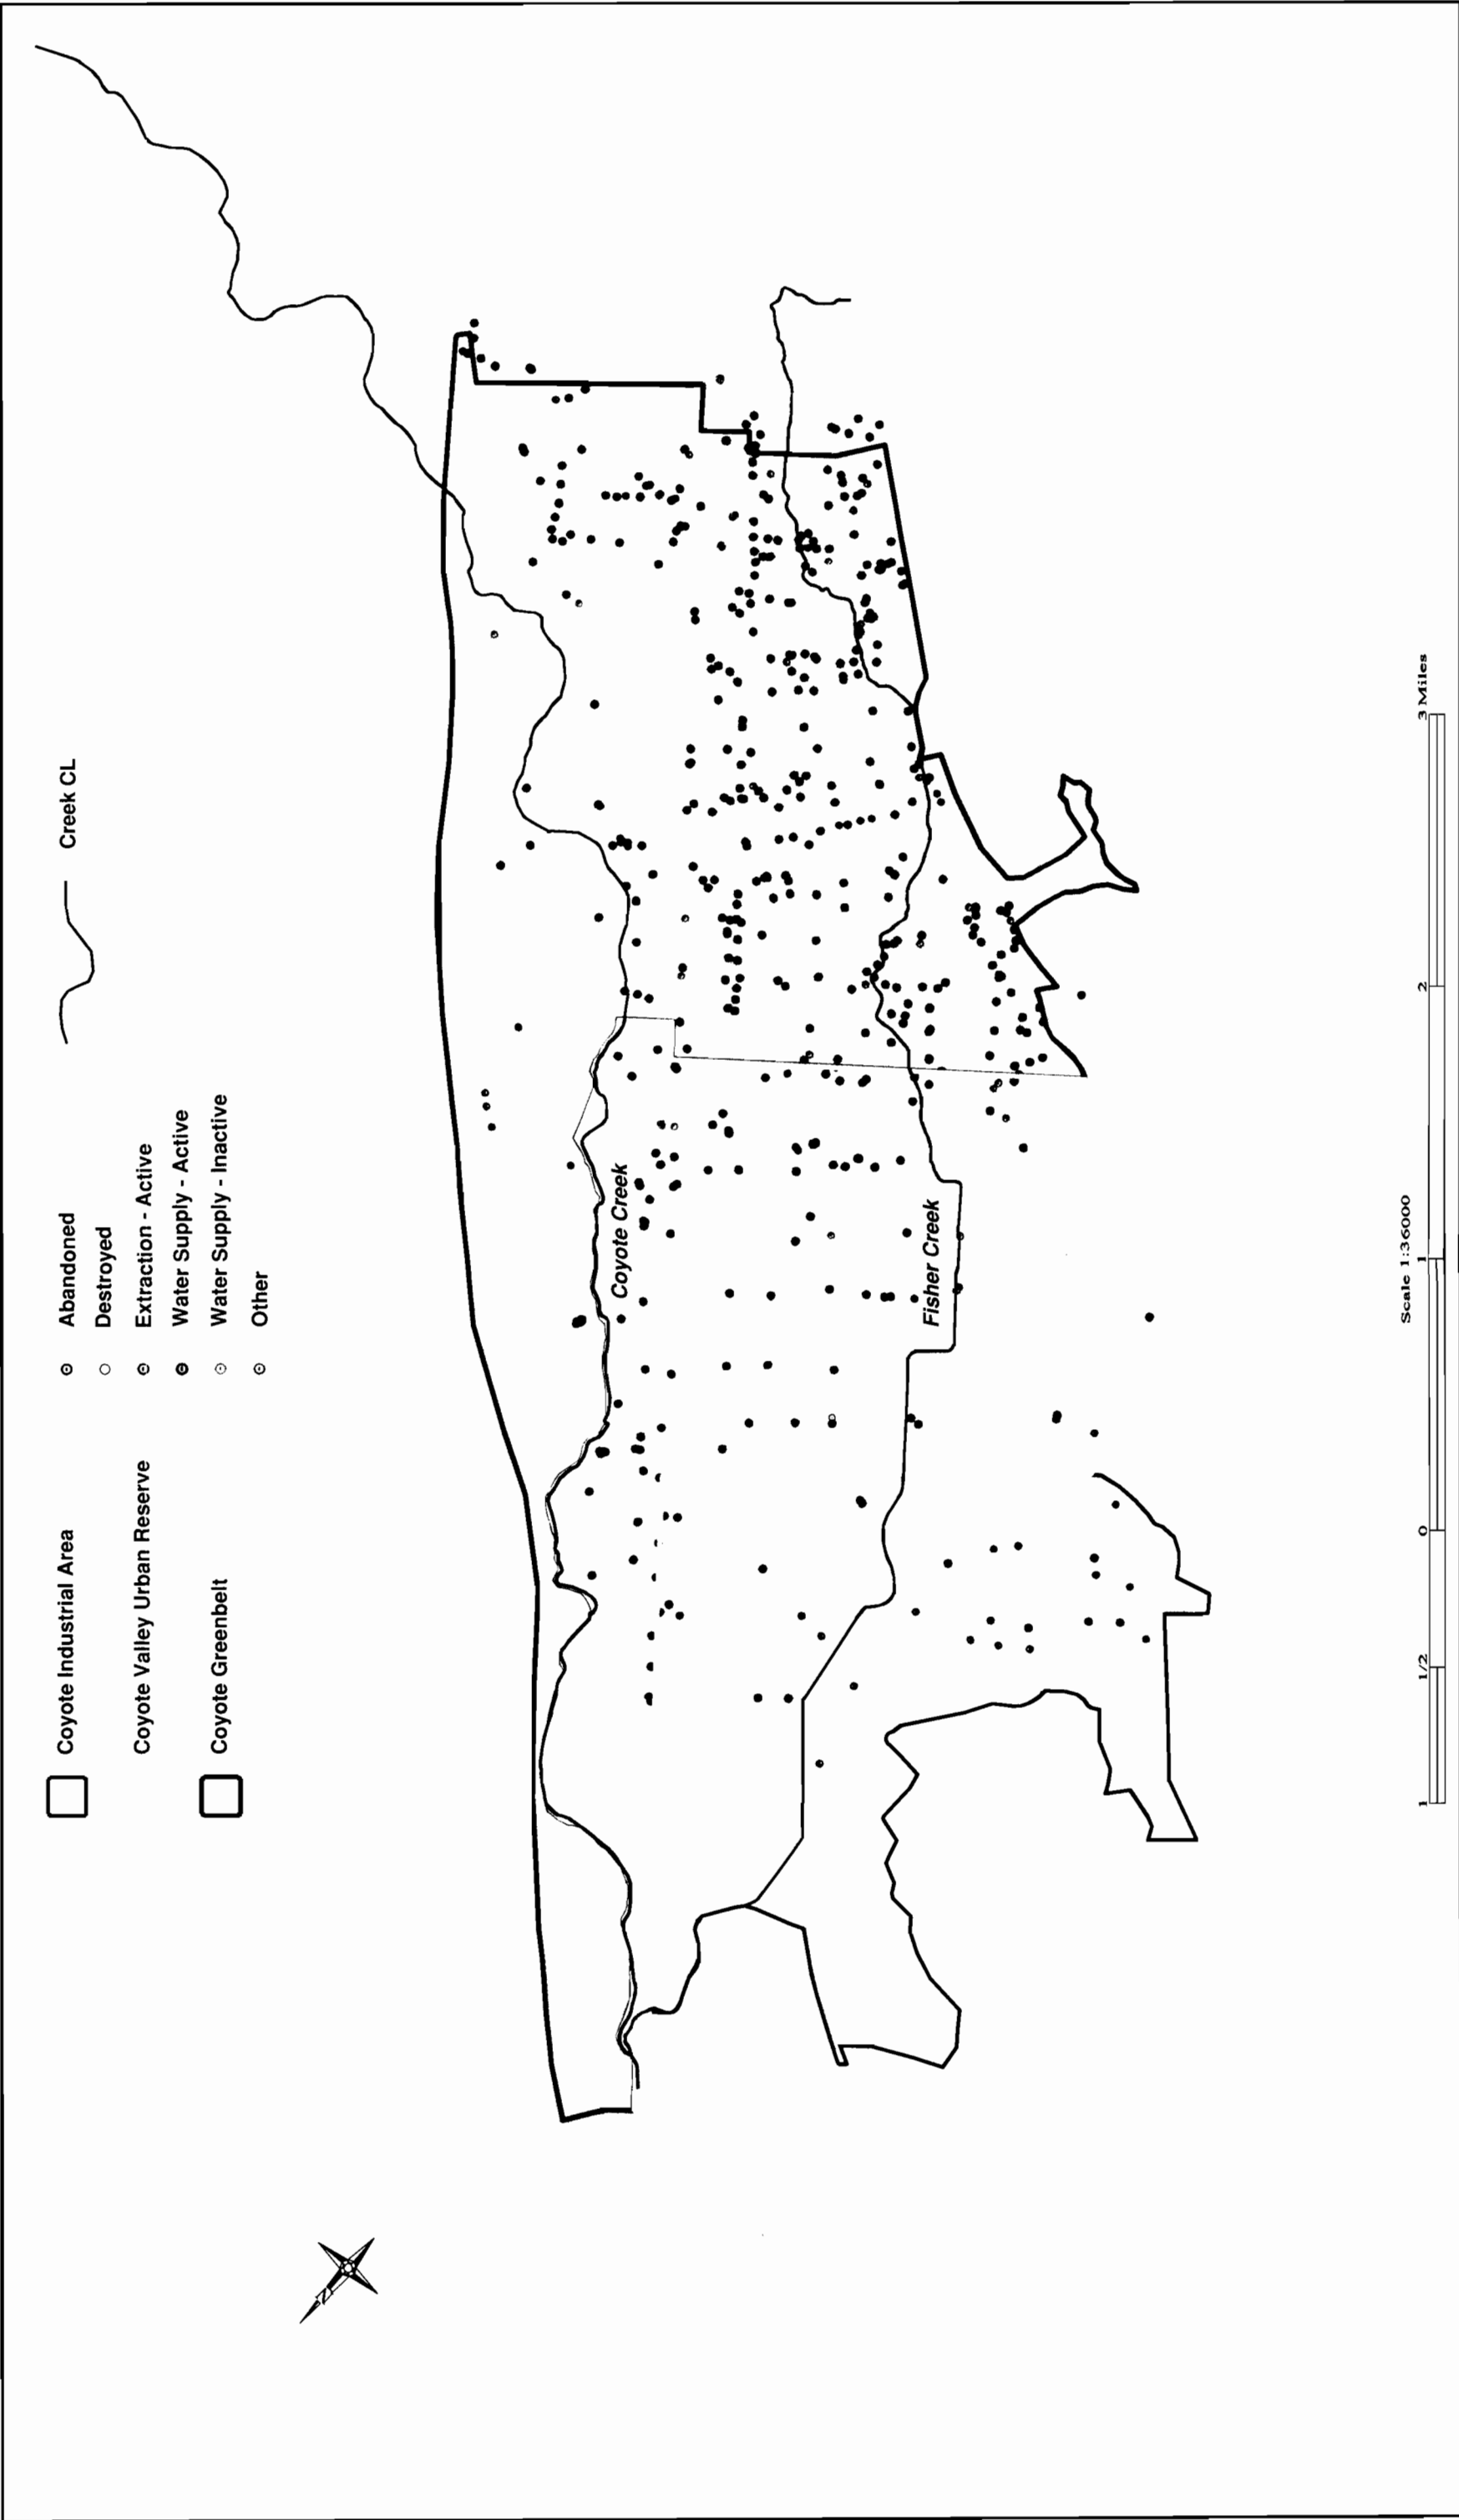 Coyote Industrial Area
Coyote Valley Urban Reserve
Coyote Greenbelt
Abandoned
Destroyed
Extraction - Active
Water Supply - Active
Water Supply - Inactive
Other
Creek CL
Coyote Creek
Fisher Creek
N
1 1/2 0 1 2 3 Miles
Scale 1:36000